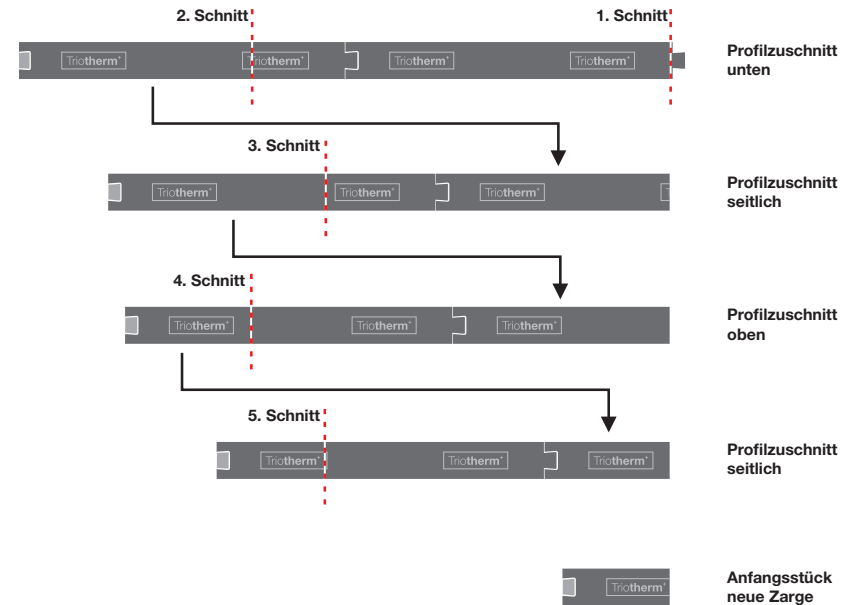 2. Schnitt
1. Schnitt
Triotherm+
Triotherm+
Triotherm+
Triotherm+
Profilzuschnitt
unten
3. Schnitt
Triotherm+
Triotherm+
Triotherm+
T
Profilzuschnitt
seitlich
4. Schnitt
Triotherm+
Triotherm+
Triotherm+
Profilzuschnitt
oben
5. Schnitt
Triotherm+
Triotherm+
Triotherm+
Profilzuschnitt
seitlich
Triotherm+
Anfangsstück
neue Zarge